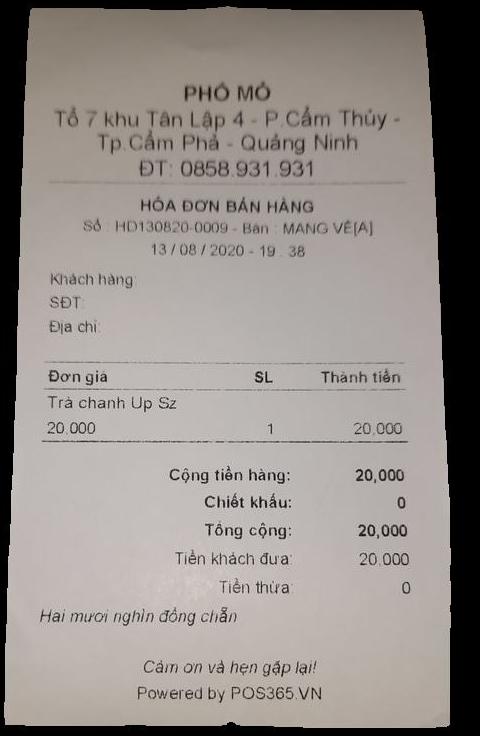 PHỐ MỎ
Tổ 7 khu Tân Lập 4 - P.Cẩm Thủy -
Tp.Cẩm Phả - Quảng Ninh
ĐT: 0858.931.931
HÓA ĐƠN BÁN HÀNG
Số : HD130820-0009 - Bàn : MANG VỀ[A]
13 / 08 / 2020 - 19 : 38
Khách hàng:
SĐT:
Địa chỉ:
Đơn giá SL Thành tiền
Trà chanh Up Sz
20.000 1 20,000
Cộng tiền hàng: 20,000
Chiết khấu: 0
Tổng cộng: 20,000
Tiền khách đưa: 20.000
Tiền thừa: 0
Hai mươi nghìn đồng chẵn
Cảm ơn và hẹn gặp lại!
Powered by POS365.VN